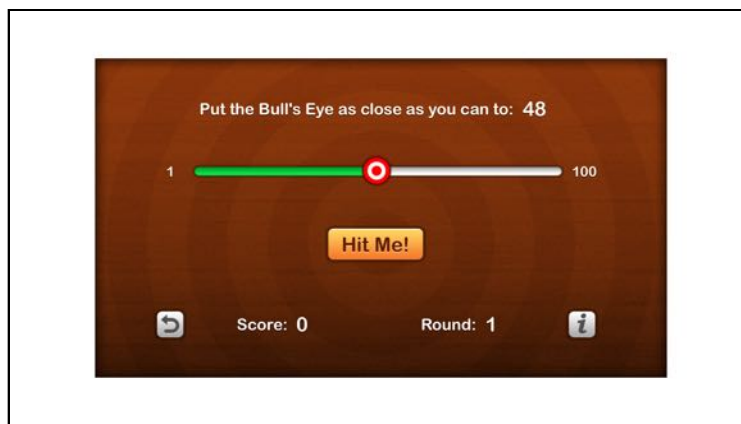 Put the Bull's Eye as close as you can to: 48
1 100
Hit Me!
Score: 0 Round: 1 i